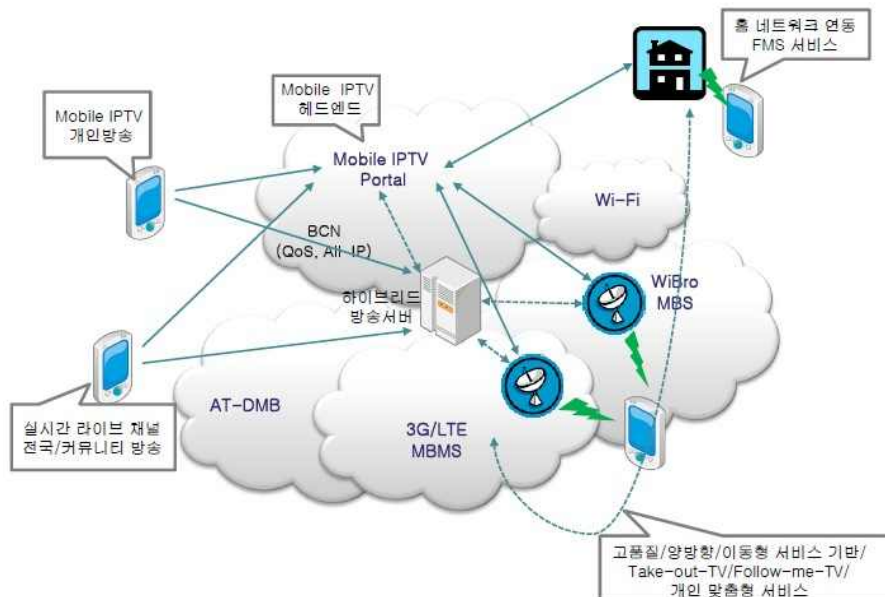 홈 네트워크 연동
FMS 서비스
Mobile IPTV
헤드엔드
Mobile IPTV
개인방송
Mobile IPTV
Portal
Wi-Fi
BCN
(QoS, All-IP)
하이브리드
방송서버
WiBro
MBS
AT-DMB
3G/LTE
MBMS
실시간 라이브 채널
전국/커뮤니티 방송
고품질/양방향/이동형 서비스 기반/
Take-out-TV/Follow-me-TV/
개인 맞춤형 서비스